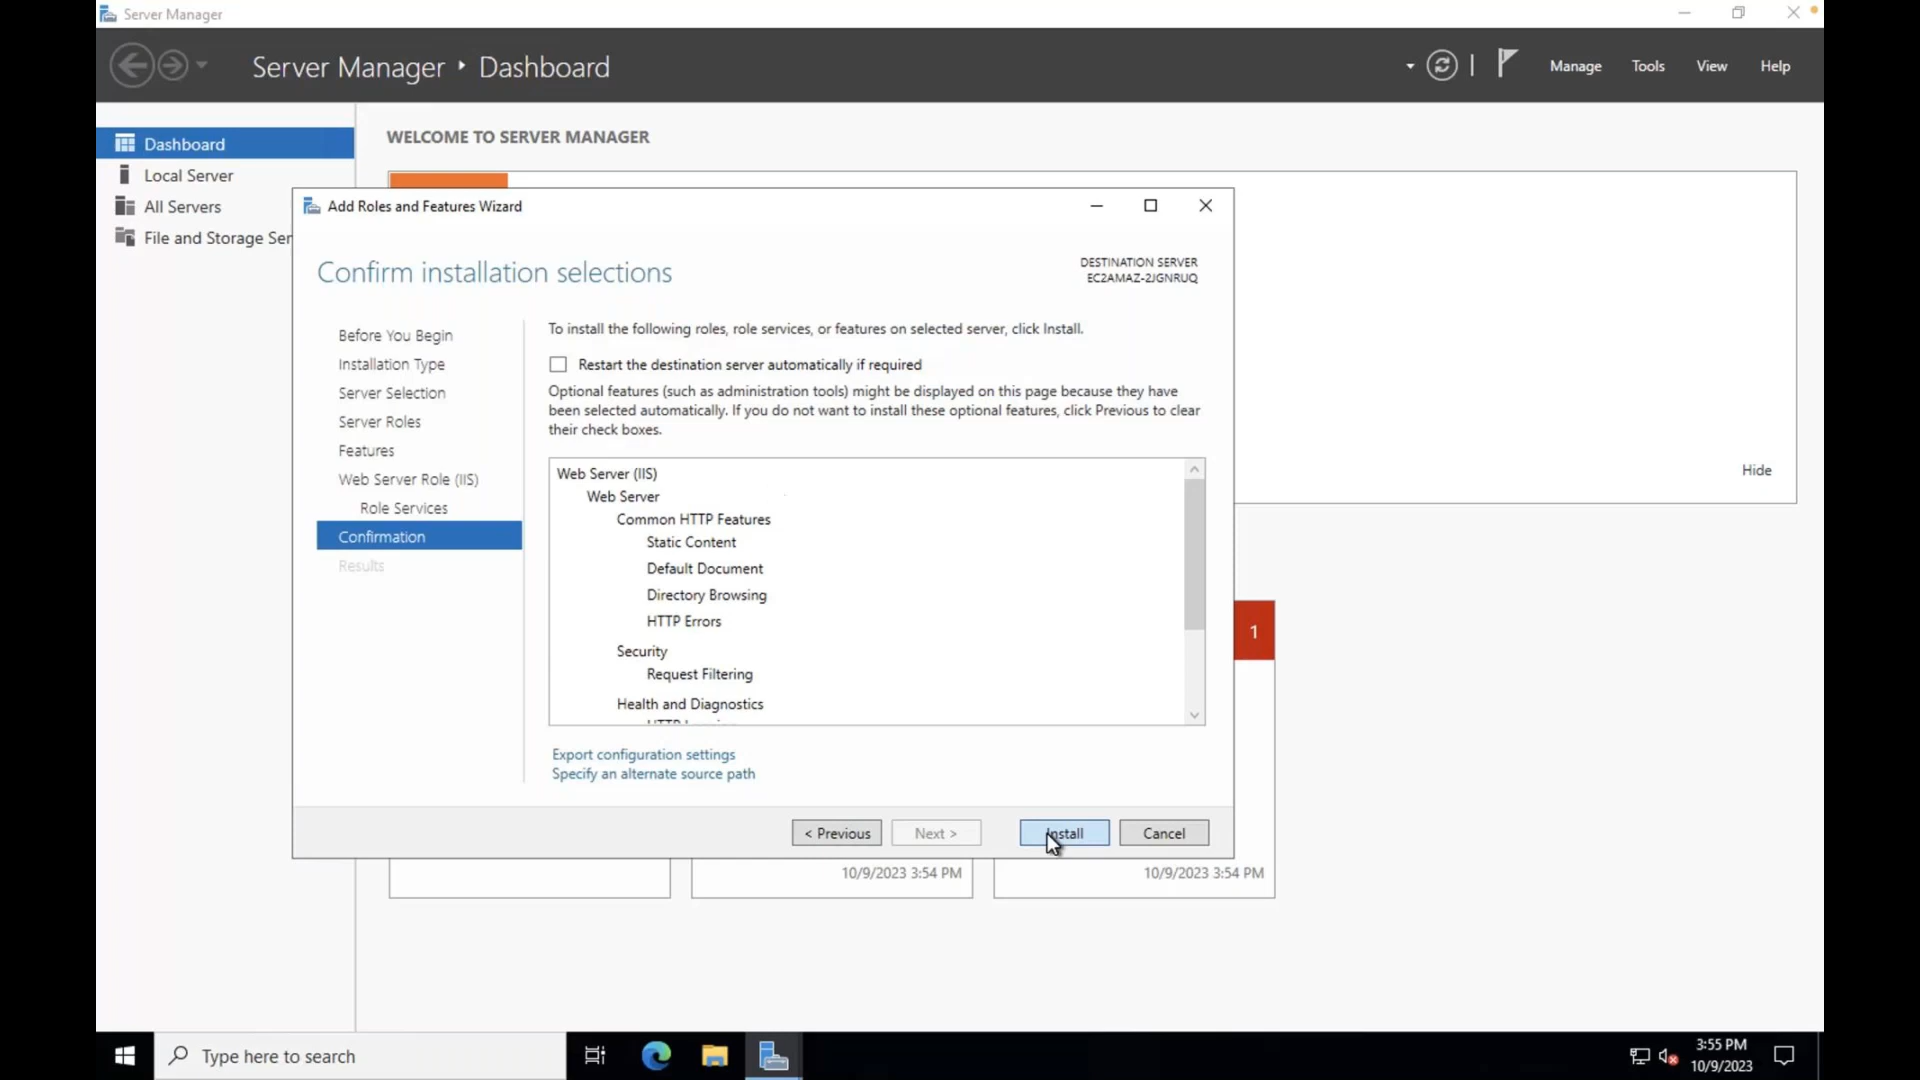 Server Manager
Server Manager ‣ Dashboard
Manage
Tools
View
Help
Dashboard
Local Server
All Servers
File and Storage Ser
WELCOME TO SERVER MANAGER
Hide
Add Roles and Features Wizard
Confirm installation selections
DESTINATION SERVER
EC2AMAZ-2JGNRUQ
Before You Begin
Installation Type
Server Selection
Server Roles
Features
Web Server Role (IIS)
Role Services
Confirmation
Results
To install the following roles, role services, or features on selected server, click Install.
Restart the destination server automatically if required
Optional features (such as administration tools) might be displayed on this page because they have
been selected automatically. If you do not want to install these optional features, click Previous to clear
their check boxes.
Web Server (IIS)
Web Server
Common HTTP Features
Static Content
Default Document
Directory Browsing
HTTP Errors
Security
Request Filtering
Health and Diagnostics
Export configuration settings
Specify an alternate source path
< Previous
Next >
Install
Cancel
1
10/9/2023 3:54 PM
10/9/2023 3:54 PM
Type here to search
3:55 PM
10/9/2023